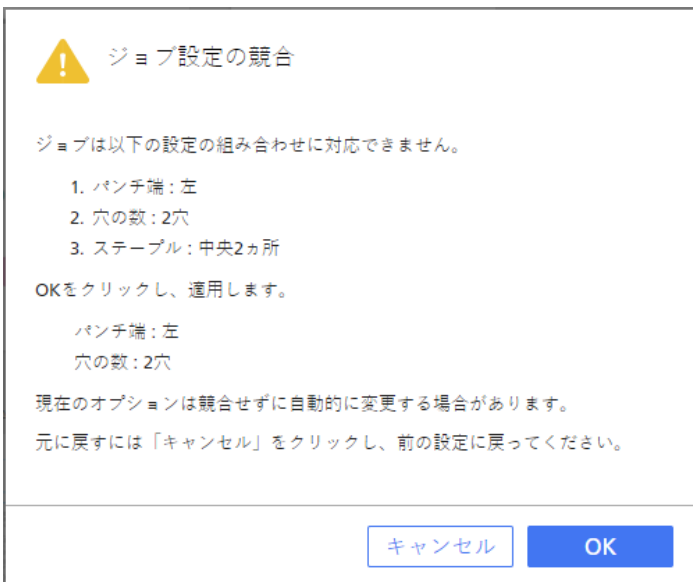 ジョブ設定の競合
ジョブは以下の設定の組み合わせに対応できません。
1. パンチ端 : 左
2. 穴の数 : 2穴
3. ステープル : 中央2ヵ所
OKをクリックし、適用します。
パンチ端 : 左
穴の数 : 2穴
現在のオプションは競合せずに自動的に変更する場合があります。
元に戻すには「キャンセル」をクリックし、前の設定に戻ってください。
キャンセル
OK